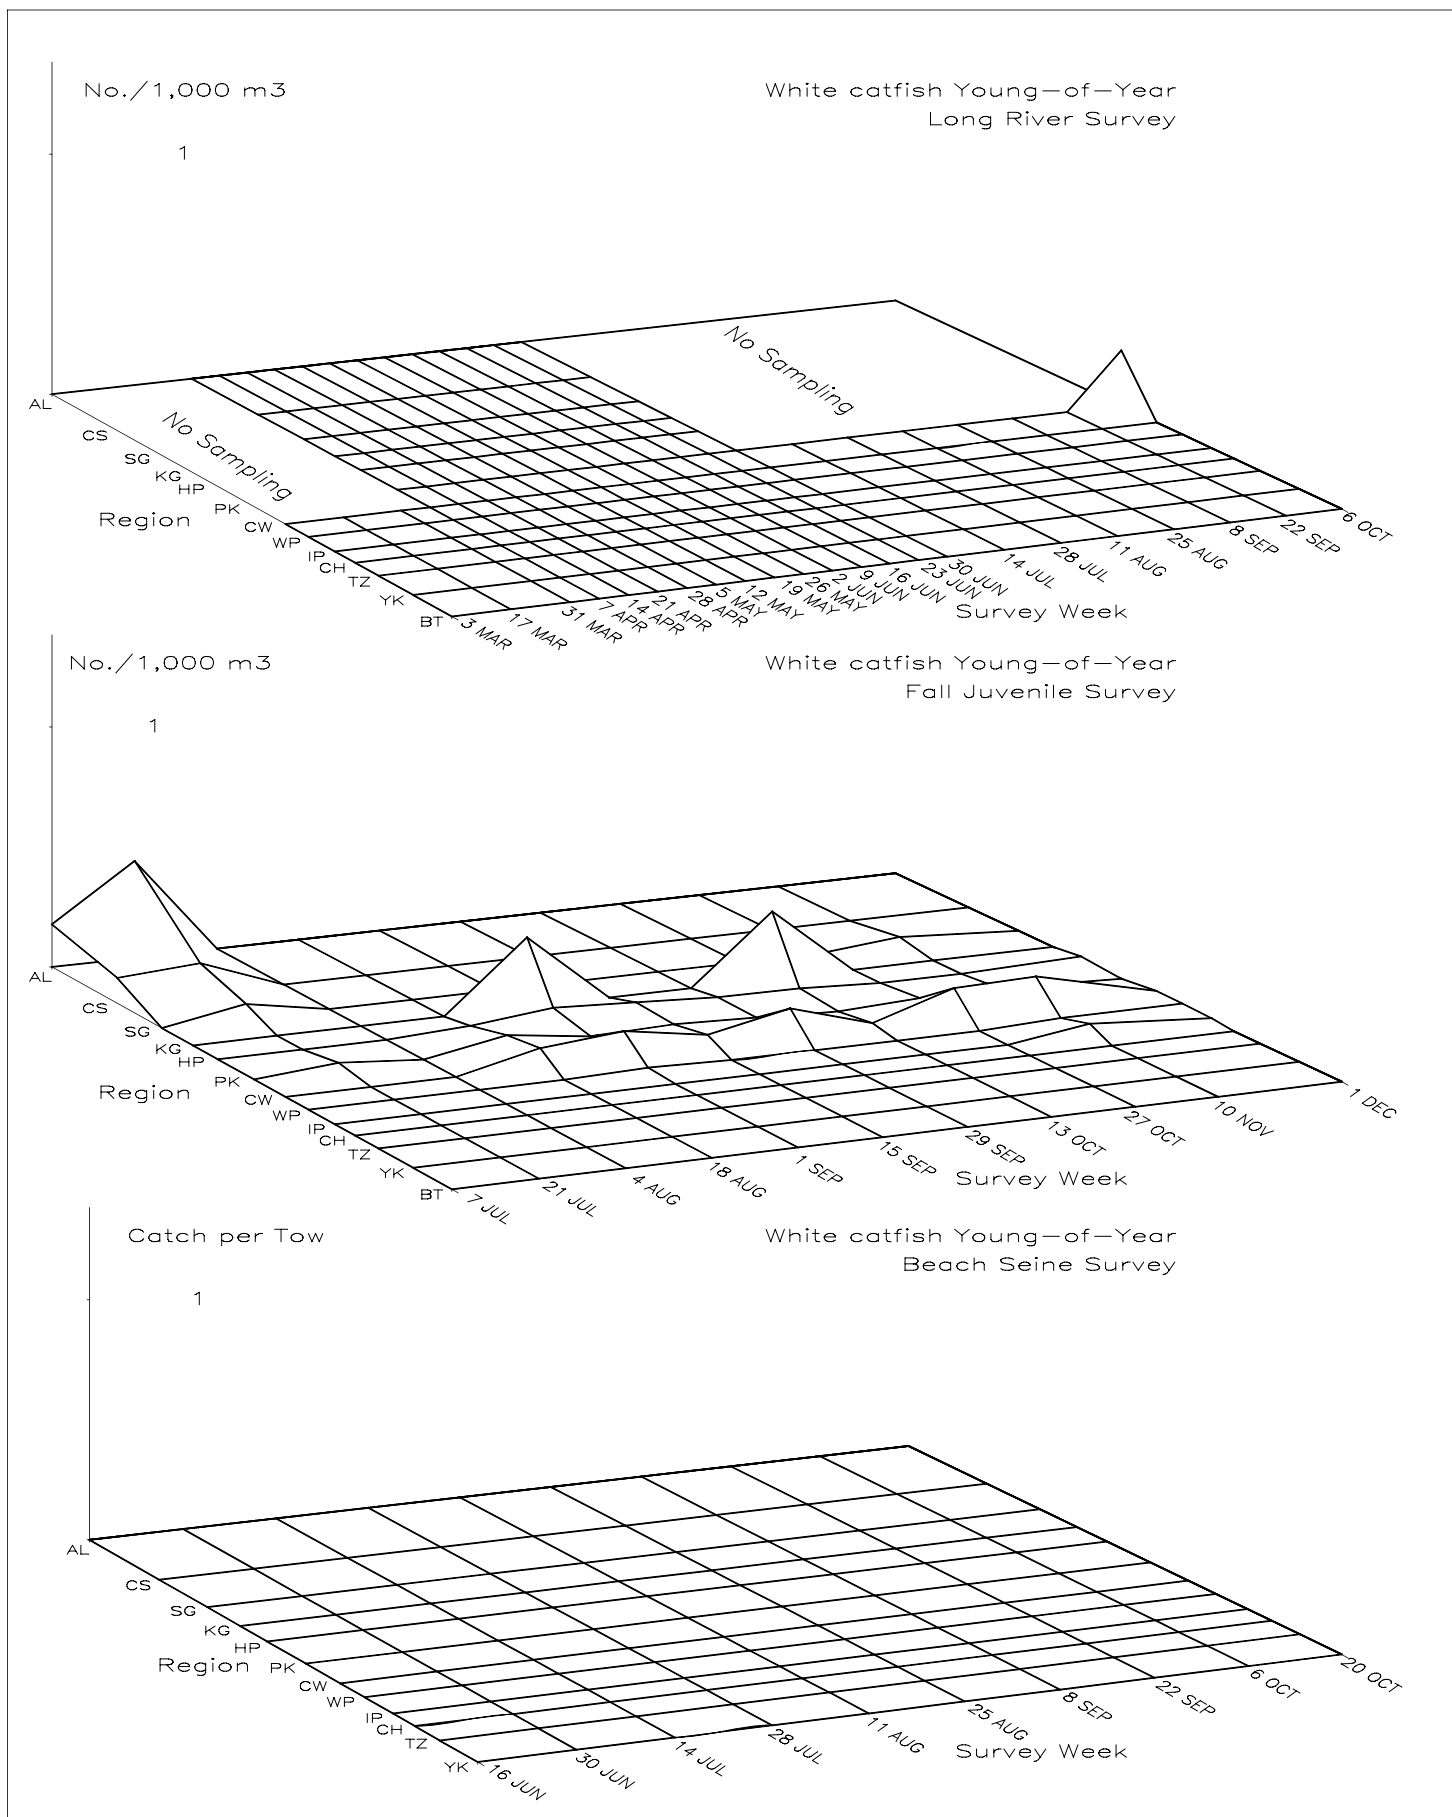 No./1,000 m3
White catfish Young-of-Year
Long River Survey
1
No Sampling
No Sampling
AL
CS
SG
KG
HP
PK
CW
WP
IP
CH
TZ
YK
BT
Region
3 MAR
17 MAR
31 MAR
7 APR
14 APR
21 APR
28 APR
5 MAY
12 MAY
19 MAY
26 MAY
2 JUN
9 JUN
16 JUN
23 JUN
30 JUN
14 JUL
28 JUL
11 AUG
25 AUG
8 SEP
22 SEP
6 OCT
Survey Week
No./1,000 m3
White catfish Young-of-Year
Fall Juvenile Survey
1
AL
CS
SG
KG
HP
PK
CW
WP
IP
CH
TZ
YK
BT
Region
7 JUL
21 JUL
4 AUG
18 AUG
1 SEP
15 SEP
29 SEP
13 OCT
27 OCT
10 NOV
1 DEC
Survey Week
Catch per Tow
White catfish Young-of-Year
Beach Seine Survey
1
AL
CS
SG
KG
HP
PK
CW
WP
IP
CH
TZ
YK
Region
16 JUN
30 JUN
14 JUL
28 JUL
11 AUG
25 AUG
8 SEP
22 SEP
6 OCT
20 OCT
Survey Week